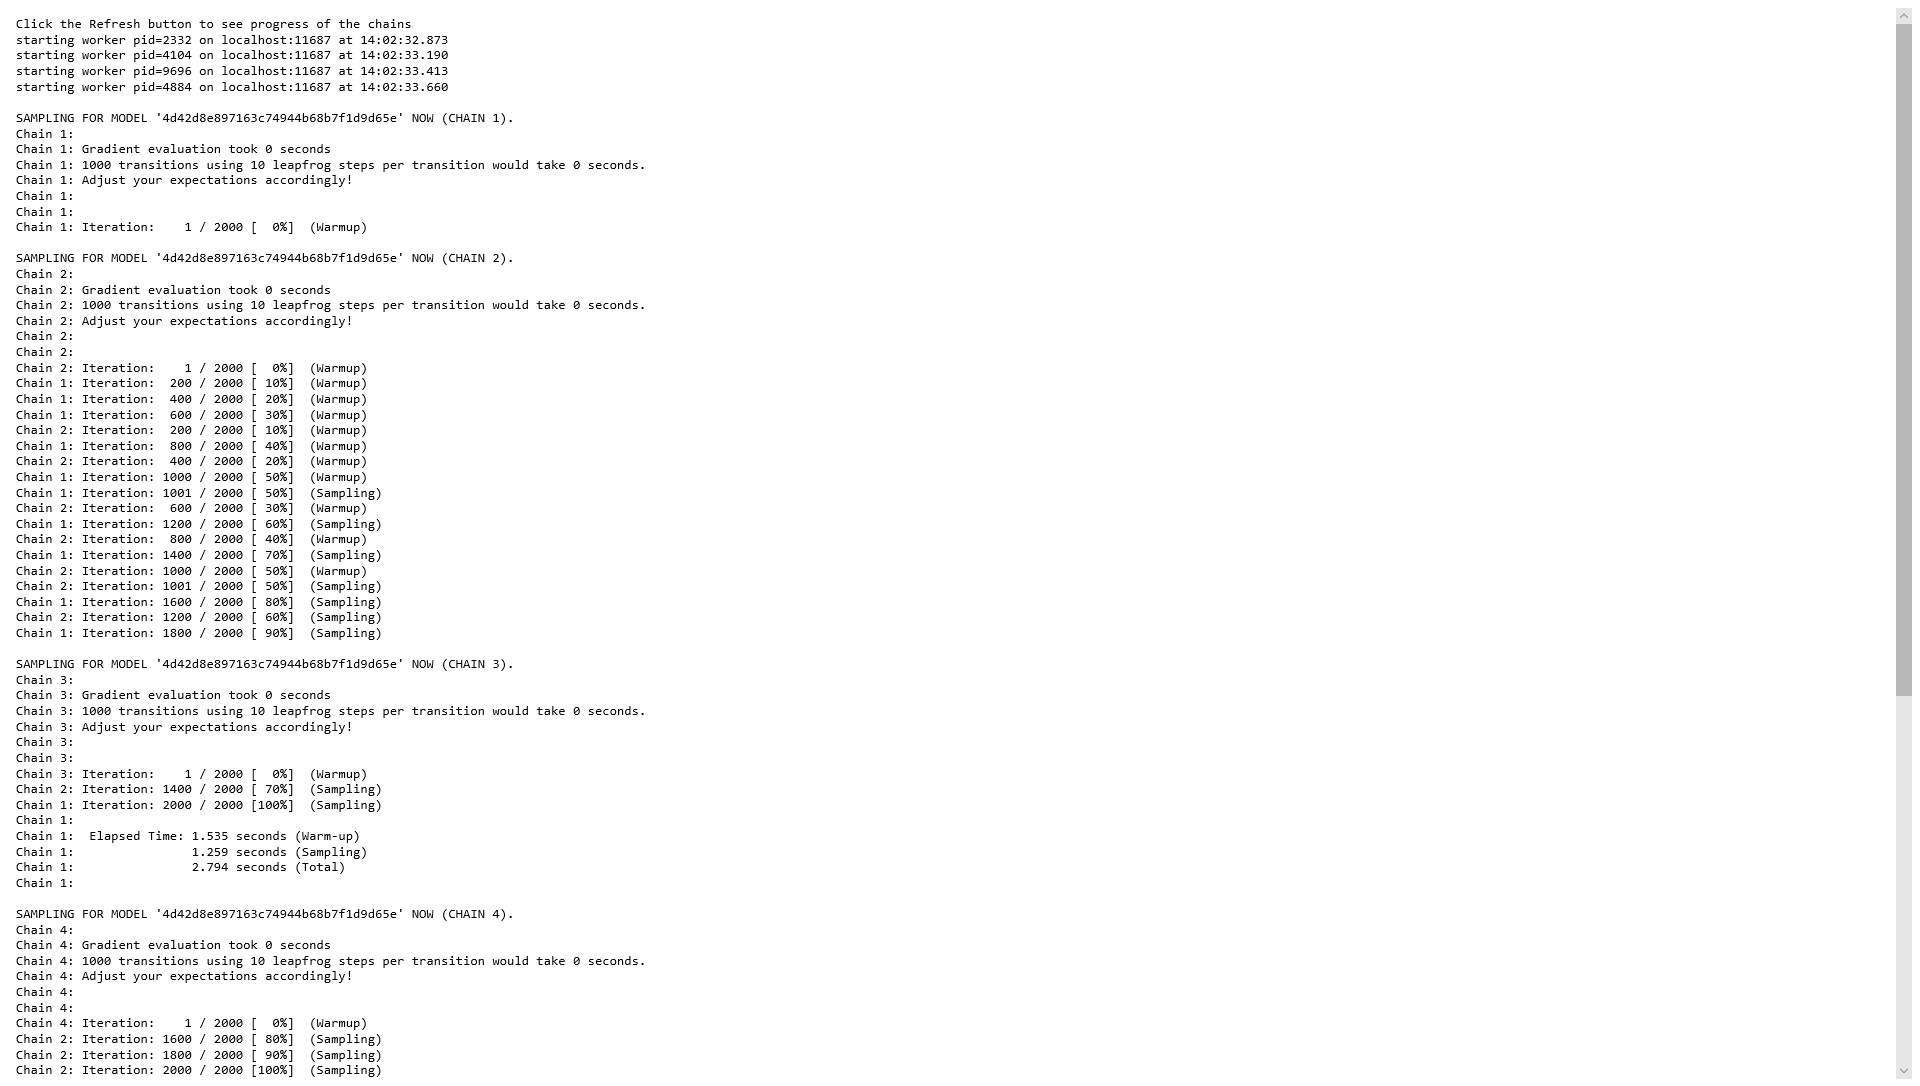 Click the Refresh button to see progress of the chains
starting worker pid=2332 on localhost:11687 at 14:02:32.873
starting worker pid=4104 on localhost:11687 at 14:02:33.190
starting worker pid=9696 on localhost:11687 at 14:02:33.413
starting worker pid=4884 on localhost:11687 at 14:02:33.660

SAMPLING FOR MODEL '4d42d8e897163c74944b68b7f1d9d65e' NOW (CHAIN 1).
Chain 1:
Chain 1: Gradient evaluation took 0 seconds
Chain 1: 1000 transitions using 10 leapfrog steps per transition would take 0 seconds.
Chain 1: Adjust your expectations accordingly!
Chain 1:
Chain 1:
Chain 1: Iteration:    1 / 2000 [  0%]  (Warmup)

SAMPLING FOR MODEL '4d42d8e897163c74944b68b7f1d9d65e' NOW (CHAIN 2).
Chain 2:
Chain 2: Gradient evaluation took 0 seconds
Chain 2: 1000 transitions using 10 leapfrog steps per transition would take 0 seconds.
Chain 2: Adjust your expectations accordingly!
Chain 2:
Chain 2:
Chain 2: Iteration:    1 / 2000 [  0%]  (Warmup)
Chain 1: Iteration:  200 / 2000 [ 10%]  (Warmup)
Chain 1: Iteration:  400 / 2000 [ 20%]  (Warmup)
Chain 1: Iteration:  600 / 2000 [ 30%]  (Warmup)
Chain 2: Iteration:  200 / 2000 [ 10%]  (Warmup)
Chain 1: Iteration:  800 / 2000 [ 40%]  (Warmup)
Chain 2: Iteration:  400 / 2000 [ 20%]  (Warmup)
Chain 1: Iteration: 1000 / 2000 [ 50%]  (Warmup)
Chain 1: Iteration: 1001 / 2000 [ 50%]  (Sampling)
Chain 2: Iteration:  600 / 2000 [ 30%]  (Warmup)
Chain 1: Iteration: 1200 / 2000 [ 60%]  (Sampling)
Chain 2: Iteration:  800 / 2000 [ 40%]  (Warmup)
Chain 1: Iteration: 1400 / 2000 [ 70%]  (Sampling)
Chain 2: Iteration: 1000 / 2000 [ 50%]  (Warmup)
Chain 2: Iteration: 1001 / 2000 [ 50%]  (Sampling)
Chain 1: Iteration: 1600 / 2000 [ 80%]  (Sampling)
Chain 2: Iteration: 1200 / 2000 [ 60%]  (Sampling)
Chain 1: Iteration: 1800 / 2000 [ 90%]  (Sampling)

SAMPLING FOR MODEL '4d42d8e897163c74944b68b7f1d9d65e' NOW (CHAIN 3).
Chain 3:
Chain 3: Gradient evaluation took 0 seconds
Chain 3: 1000 transitions using 10 leapfrog steps per transition would take 0 seconds.
Chain 3: Adjust your expectations accordingly!
Chain 3:
Chain 3:
Chain 3: Iteration:    1 / 2000 [  0%]  (Warmup)
Chain 2: Iteration: 1400 / 2000 [ 70%]  (Sampling)
Chain 1: Iteration: 2000 / 2000 [100%]  (Sampling)
Chain 1:
Chain 1:  Elapsed Time: 1.535 seconds (Warm-up)
Chain 1:                1.259 seconds (Sampling)
Chain 1:                2.794 seconds (Total)
Chain 1:

SAMPLING FOR MODEL '4d42d8e897163c74944b68b7f1d9d65e' NOW (CHAIN 4).
Chain 4:
Chain 4: Gradient evaluation took 0 seconds
Chain 4: 1000 transitions using 10 leapfrog steps per transition would take 0 seconds.
Chain 4: Adjust your expectations accordingly!
Chain 4:
Chain 4:
Chain 4: Iteration:    1 / 2000 [  0%]  (Warmup)
Chain 2: Iteration: 1600 / 2000 [ 80%]  (Sampling)
Chain 2: Iteration: 1800 / 2000 [ 90%]  (Sampling)
Chain 2: Iteration: 2000 / 2000 [100%]  (Sampling)